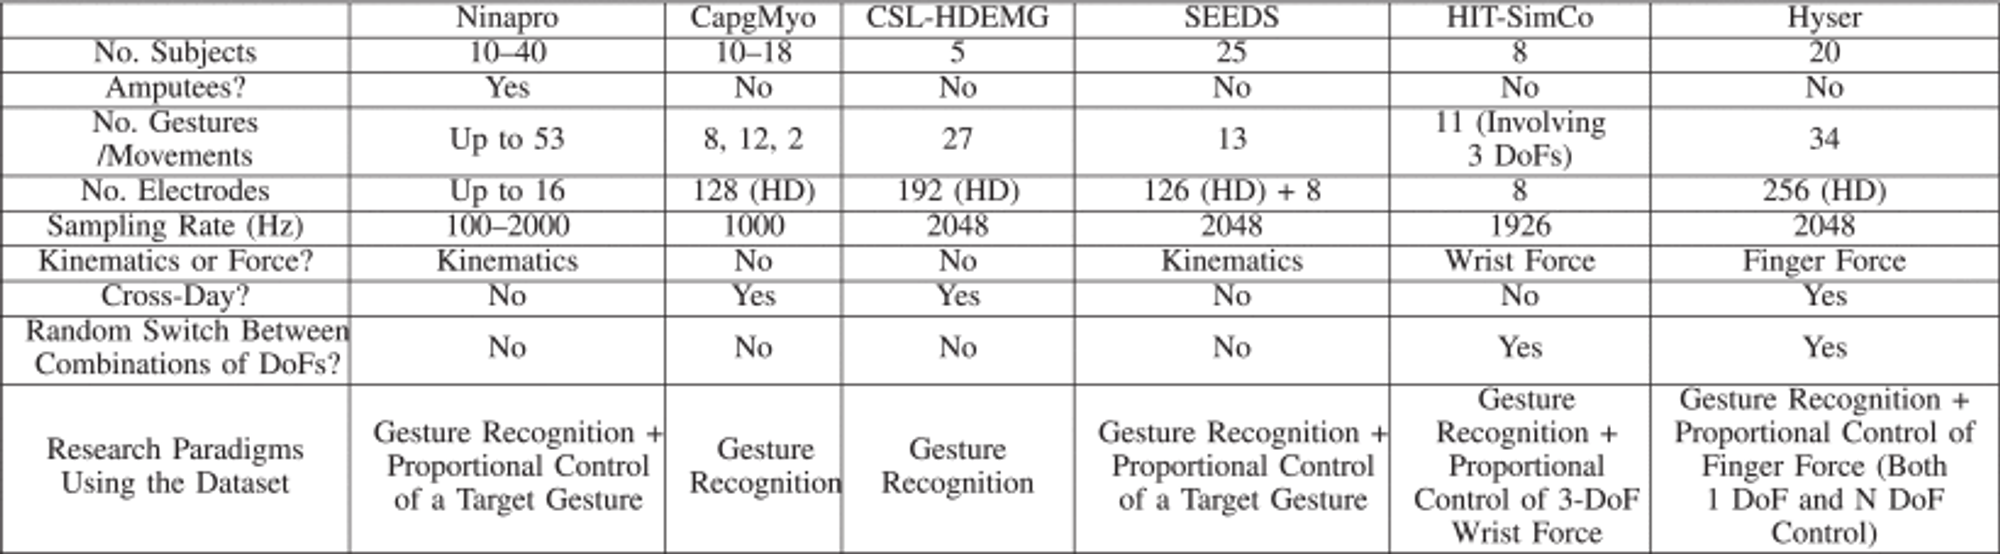 Ninapro CapgMyo CSL-HDEMG SEEDS HIT-SimCo Hyser
No. Subjects 10–40 10–18 5 25 8 20
Amputees? Yes No No No No No
No. Gestures
/Movements Up to 53 8, 12, 2 27 13 11 (Involving
3 DoFs) 34
No. Electrodes Up to 16 128 (HD) 192 (HD) 126 (HD) + 8 8 256 (HD)
Sampling Rate (Hz) 100–2000 1000 2048 2048 1926 2048
Kinematics or Force? Kinematics No No Kinematics Wrist Force Finger Force
Cross-Day? No Yes Yes No No Yes
Random Switch Between
Combinations of DoFs? No No No No Yes Yes
Research Paradigms
Using the Dataset
Gesture Recognition +
Proportional Control
of a Target Gesture
Gesture
Recognition
Gesture
Recognition
Gesture Recognition +
Proportional Control
of a Target Gesture
Gesture
Recognition +
Proportional
Control of 3-DoF
Wrist Force
Gesture Recognition +
Proportional Control of
Finger Force (Both
1 DoF and N DoF
Control)